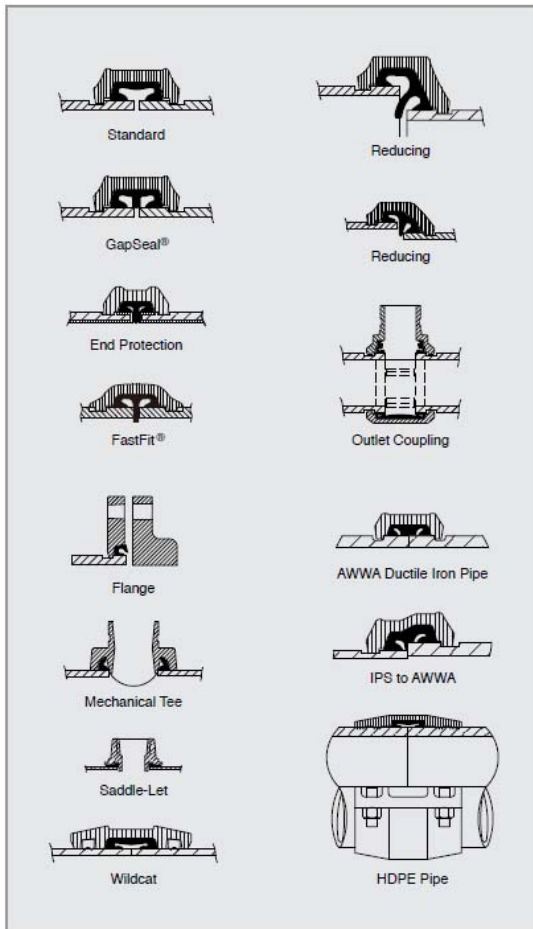 Standard
GapSeal®
End Protection
FastFit®
Flange
Mechanical Tee
Saddle-Let
Wildcat
Reducing
Reducing
Outlet Coupling
AWWA Ductile Iron Pipe
IPS to AWWA
HDPE Pipe